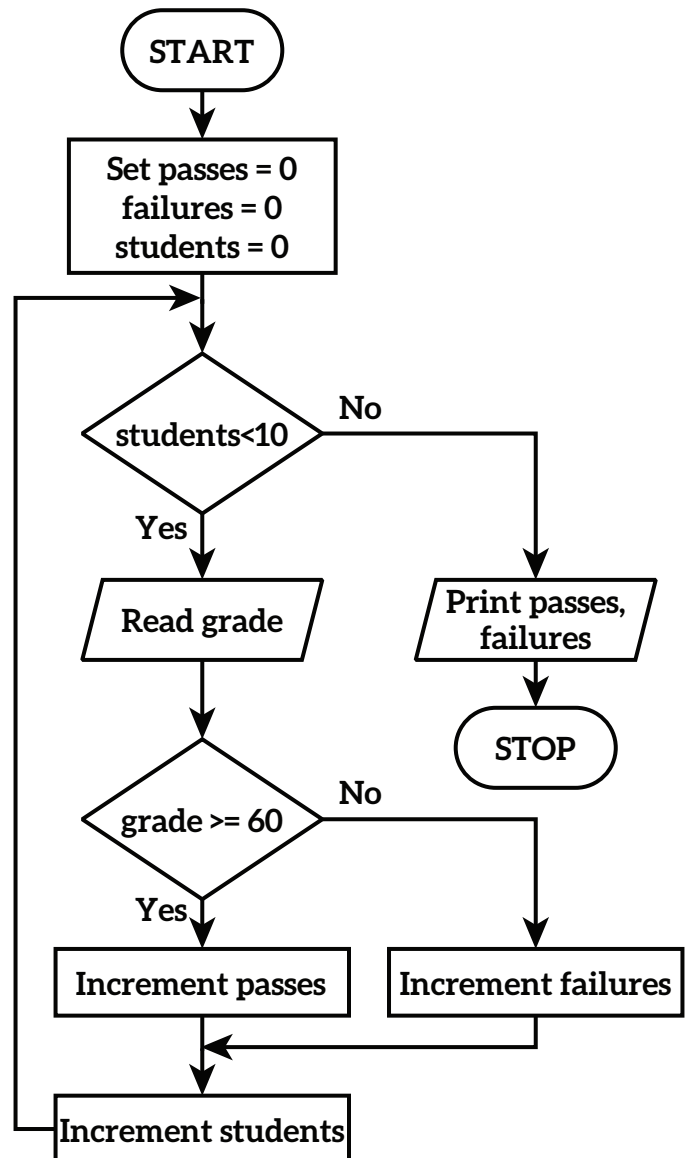 START
Set passes = 0
failures = 0
students = 0
students<10
No
Yes
Read grade
Print passes,
failures
STOP
grade >= 60
No
Yes
Increment passes
Increment failures
Increment students